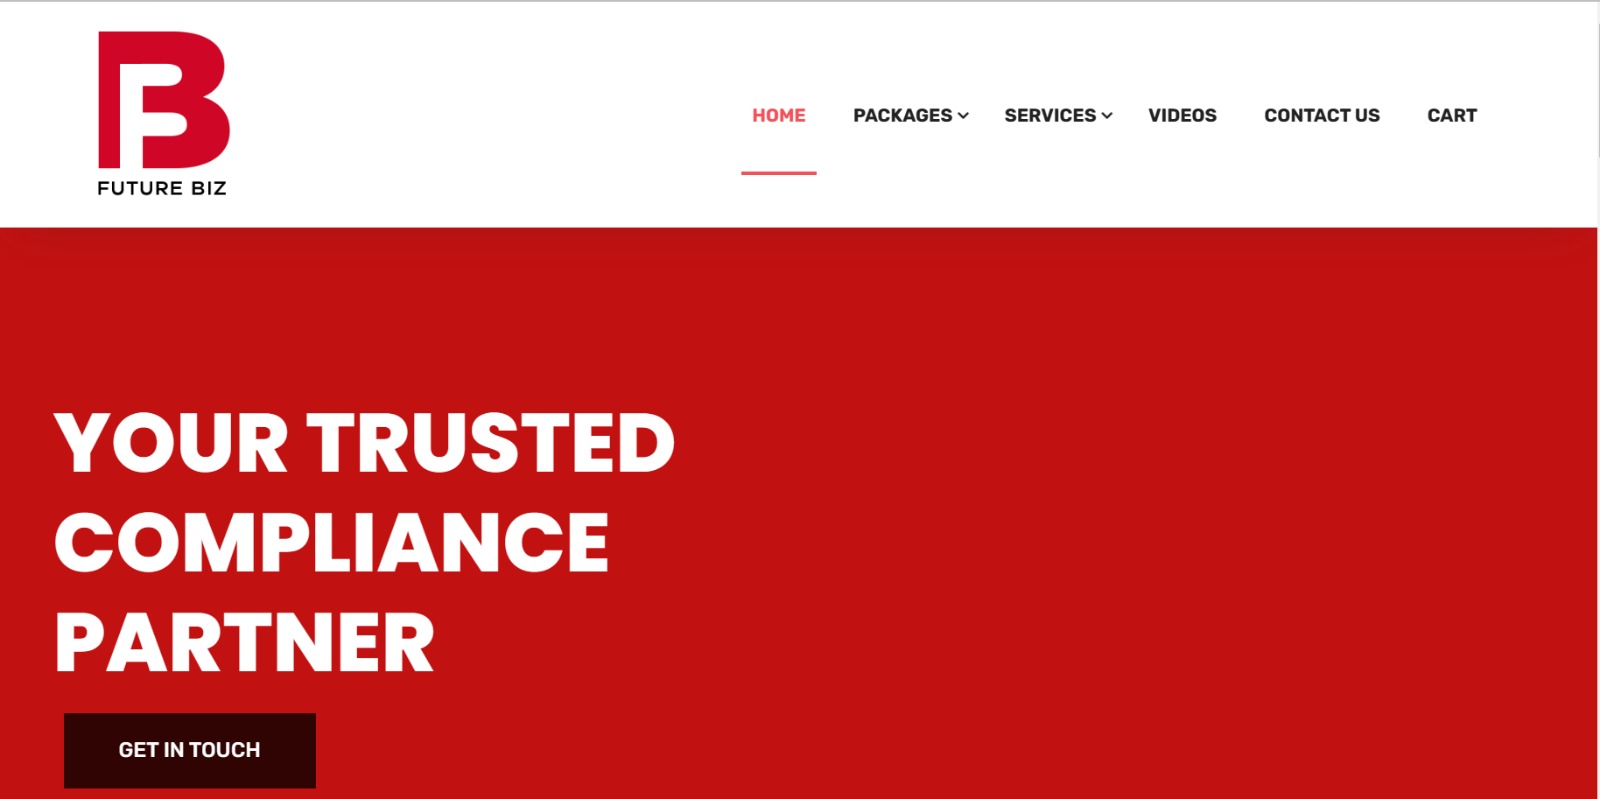 FB
FUTURE BIZ
HOME PACKAGES SERVICES VIDEOS CONTACT US CART
YOUR TRUSTED
COMPLIANCE
PARTNER
GET IN TOUCH